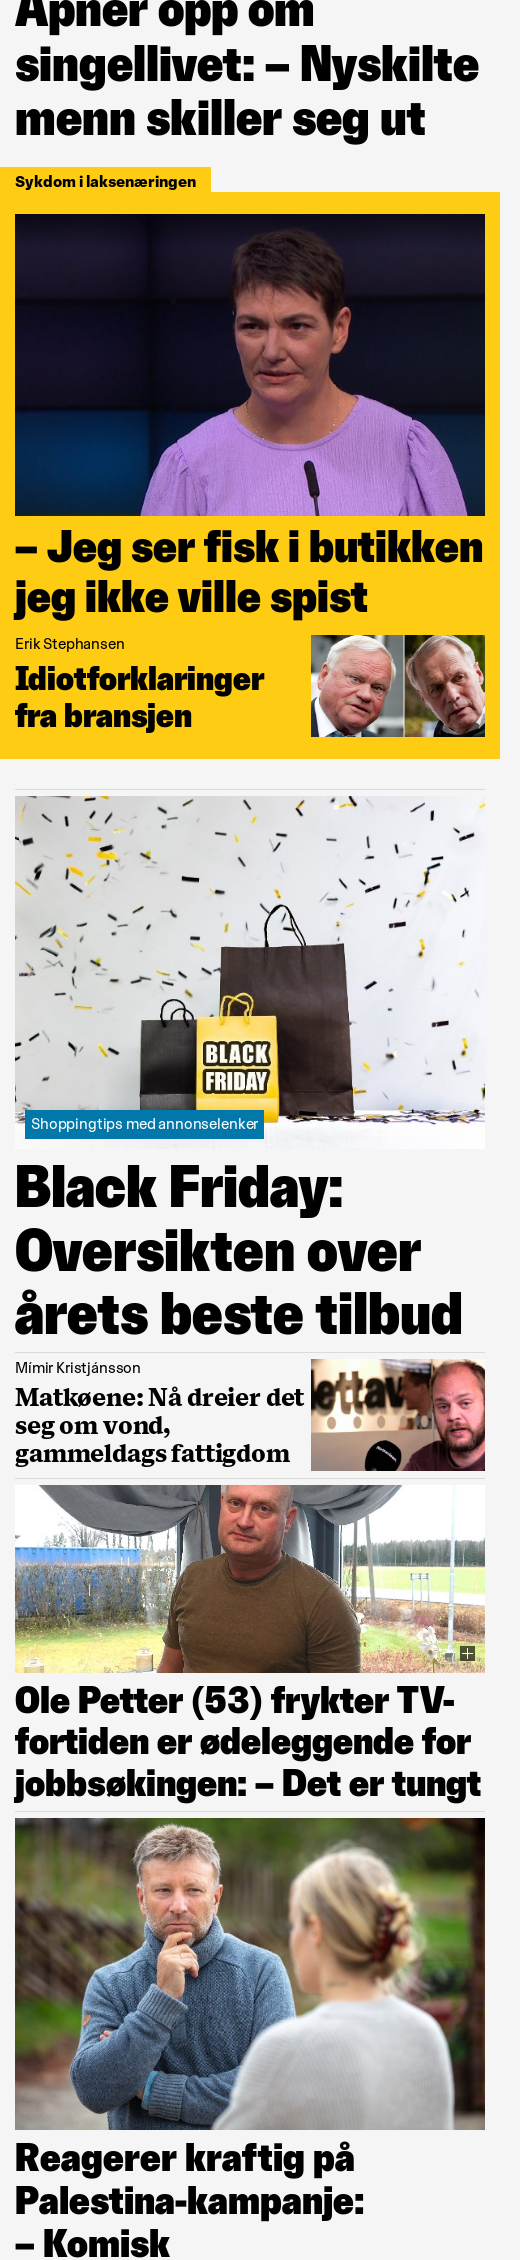 Åpner opp om
singellivet: – Nyskilte
menn skiller seg ut
Sykdom i laksenæringen
– Jeg ser fisk i butikken
jeg ikke ville spist
Erik Stephansen
Idiotforklaringer
fra bransjen
BLACK
FRIDAY
Shoppingtips med annonselenker
Black Friday:
Oversikten over
årets beste tilbud
Mímir Kristjánsson
Matkøene: Nå dreier det
seg om vond,
gammeldags fattigdom
ettav
Ole Petter (53) frykter TV-
fortiden er ødeleggende for
jobbsøkingen: – Det er tungt
Reagerer kraftig på
Palestina-kampanje:
– Komisk